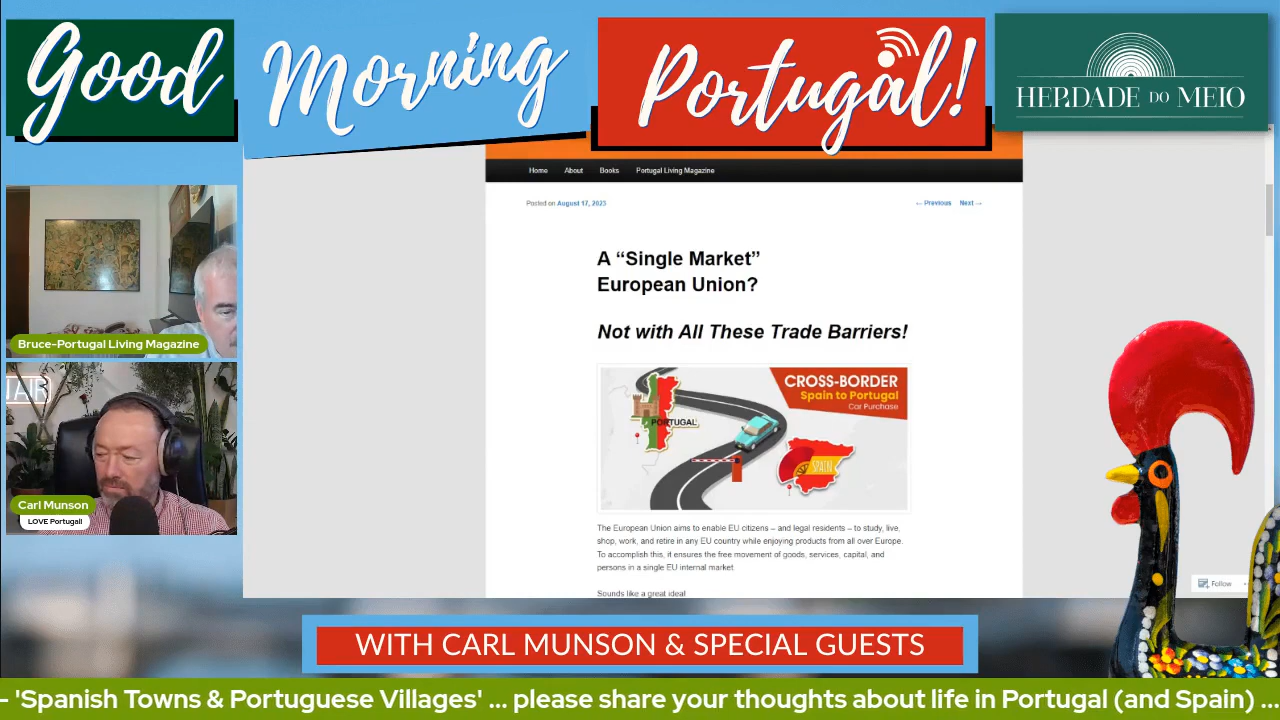 Good
Morning
Portugal!
HERDADE DO MEIO
Home About Books Portugal Living Magazine
Posted on August 17, 2023
← Previous Next →
A “Single Market”
European Union?
Not with All These Trade Barriers!
CROSS-BORDER
Spain to Portugal
Car Purchase
PORTUGAL
SPAIN
The European Union aims to enable EU citizens – and legal residents – to study, live,
shop, work, and retire in any EU country while enjoying products from all over Europe.
To accomplish this, it ensures the free movement of goods, services, capital, and
persons in a single EU internal market.
Sounds like a great idea!
Follow
Bruce-Portugal Living Magazine
AIR
Carl Munson
LOVE Portugal!
WITH CARL MUNSON & SPECIAL GUESTS
- 'Spanish Towns & Portuguese Villages' ... please share your thoughts about life in Portugal (and Spain) ...